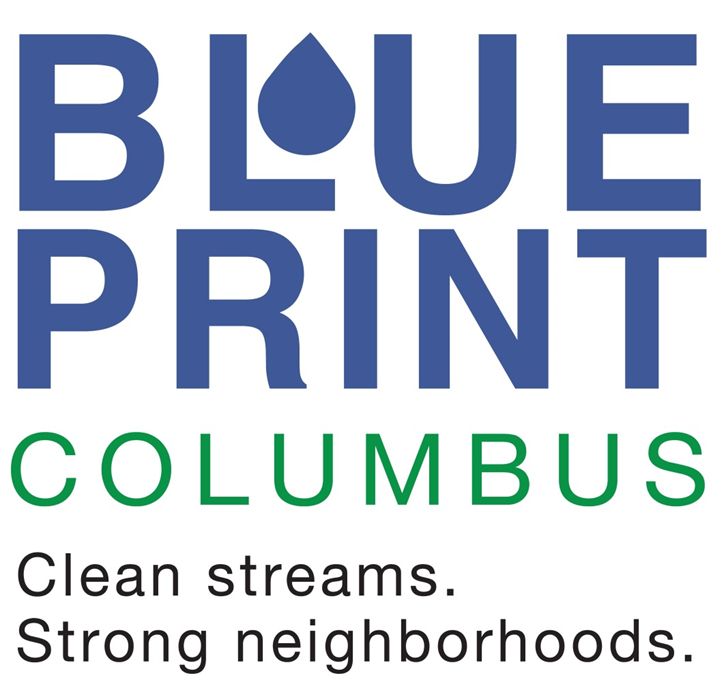 BLUE
PRINT
COLUMBUS
Clean streams.
Strong neighborhoods.